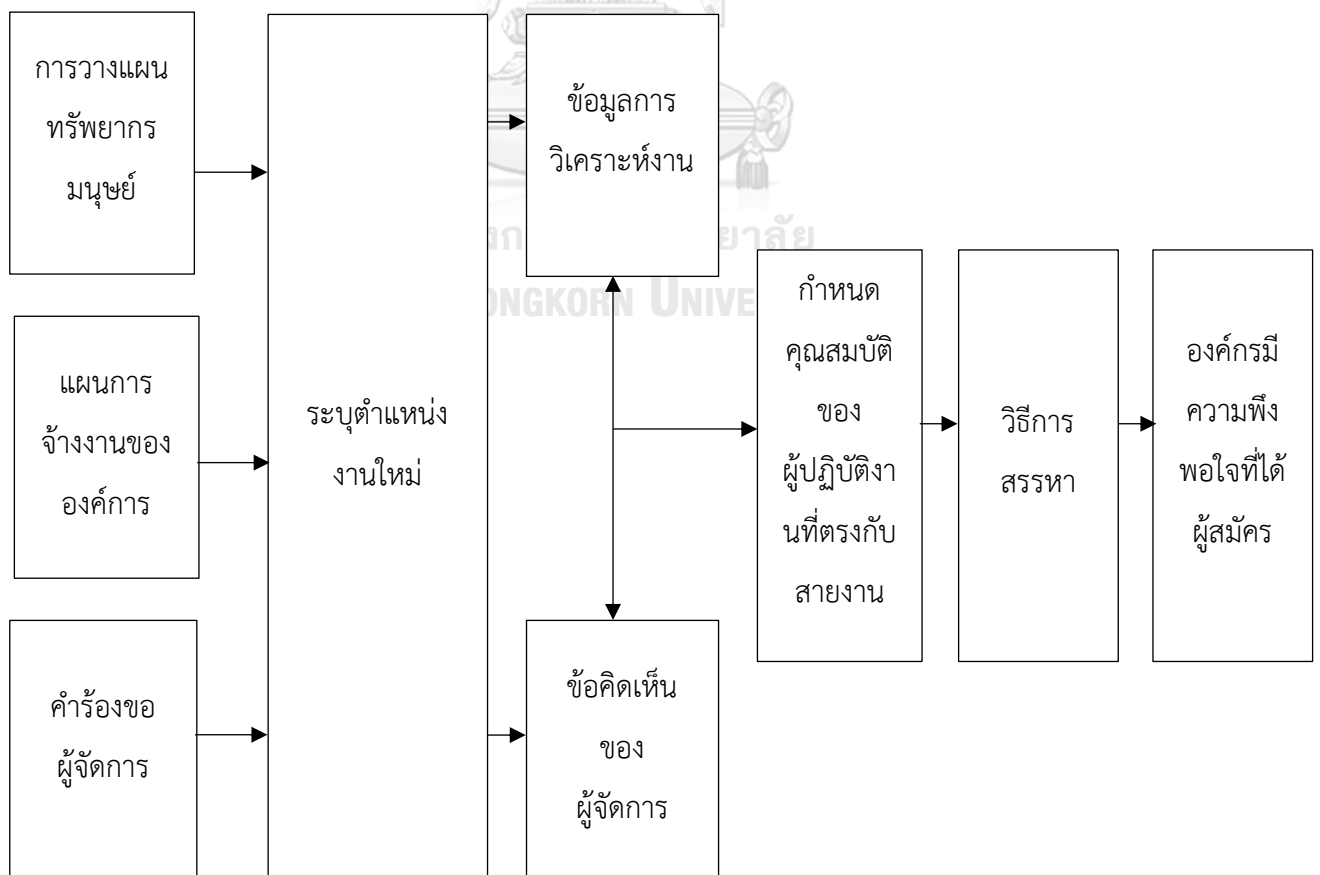 การวางแผน
ทรัพยากร
มนุษย์
แผนการ
จ้างงานของ
องค์การ
คำร้องขอ
ผู้จัดการ
ระบุตำแหน่ง
งานใหม่
ข้อมูลการ
วิเคราะห์งาน
ข้อคิดเห็น
ของ
ผู้จัดการ
กำหนด
คุณสมบัติ
ของ
ผู้ปฏิบัติงา
นที่ตรงกับ
สายงาน
วิธีการ
สรรหา
องค์กรมี
ความพึง
พอใจที่ได้
ผู้สมัคร